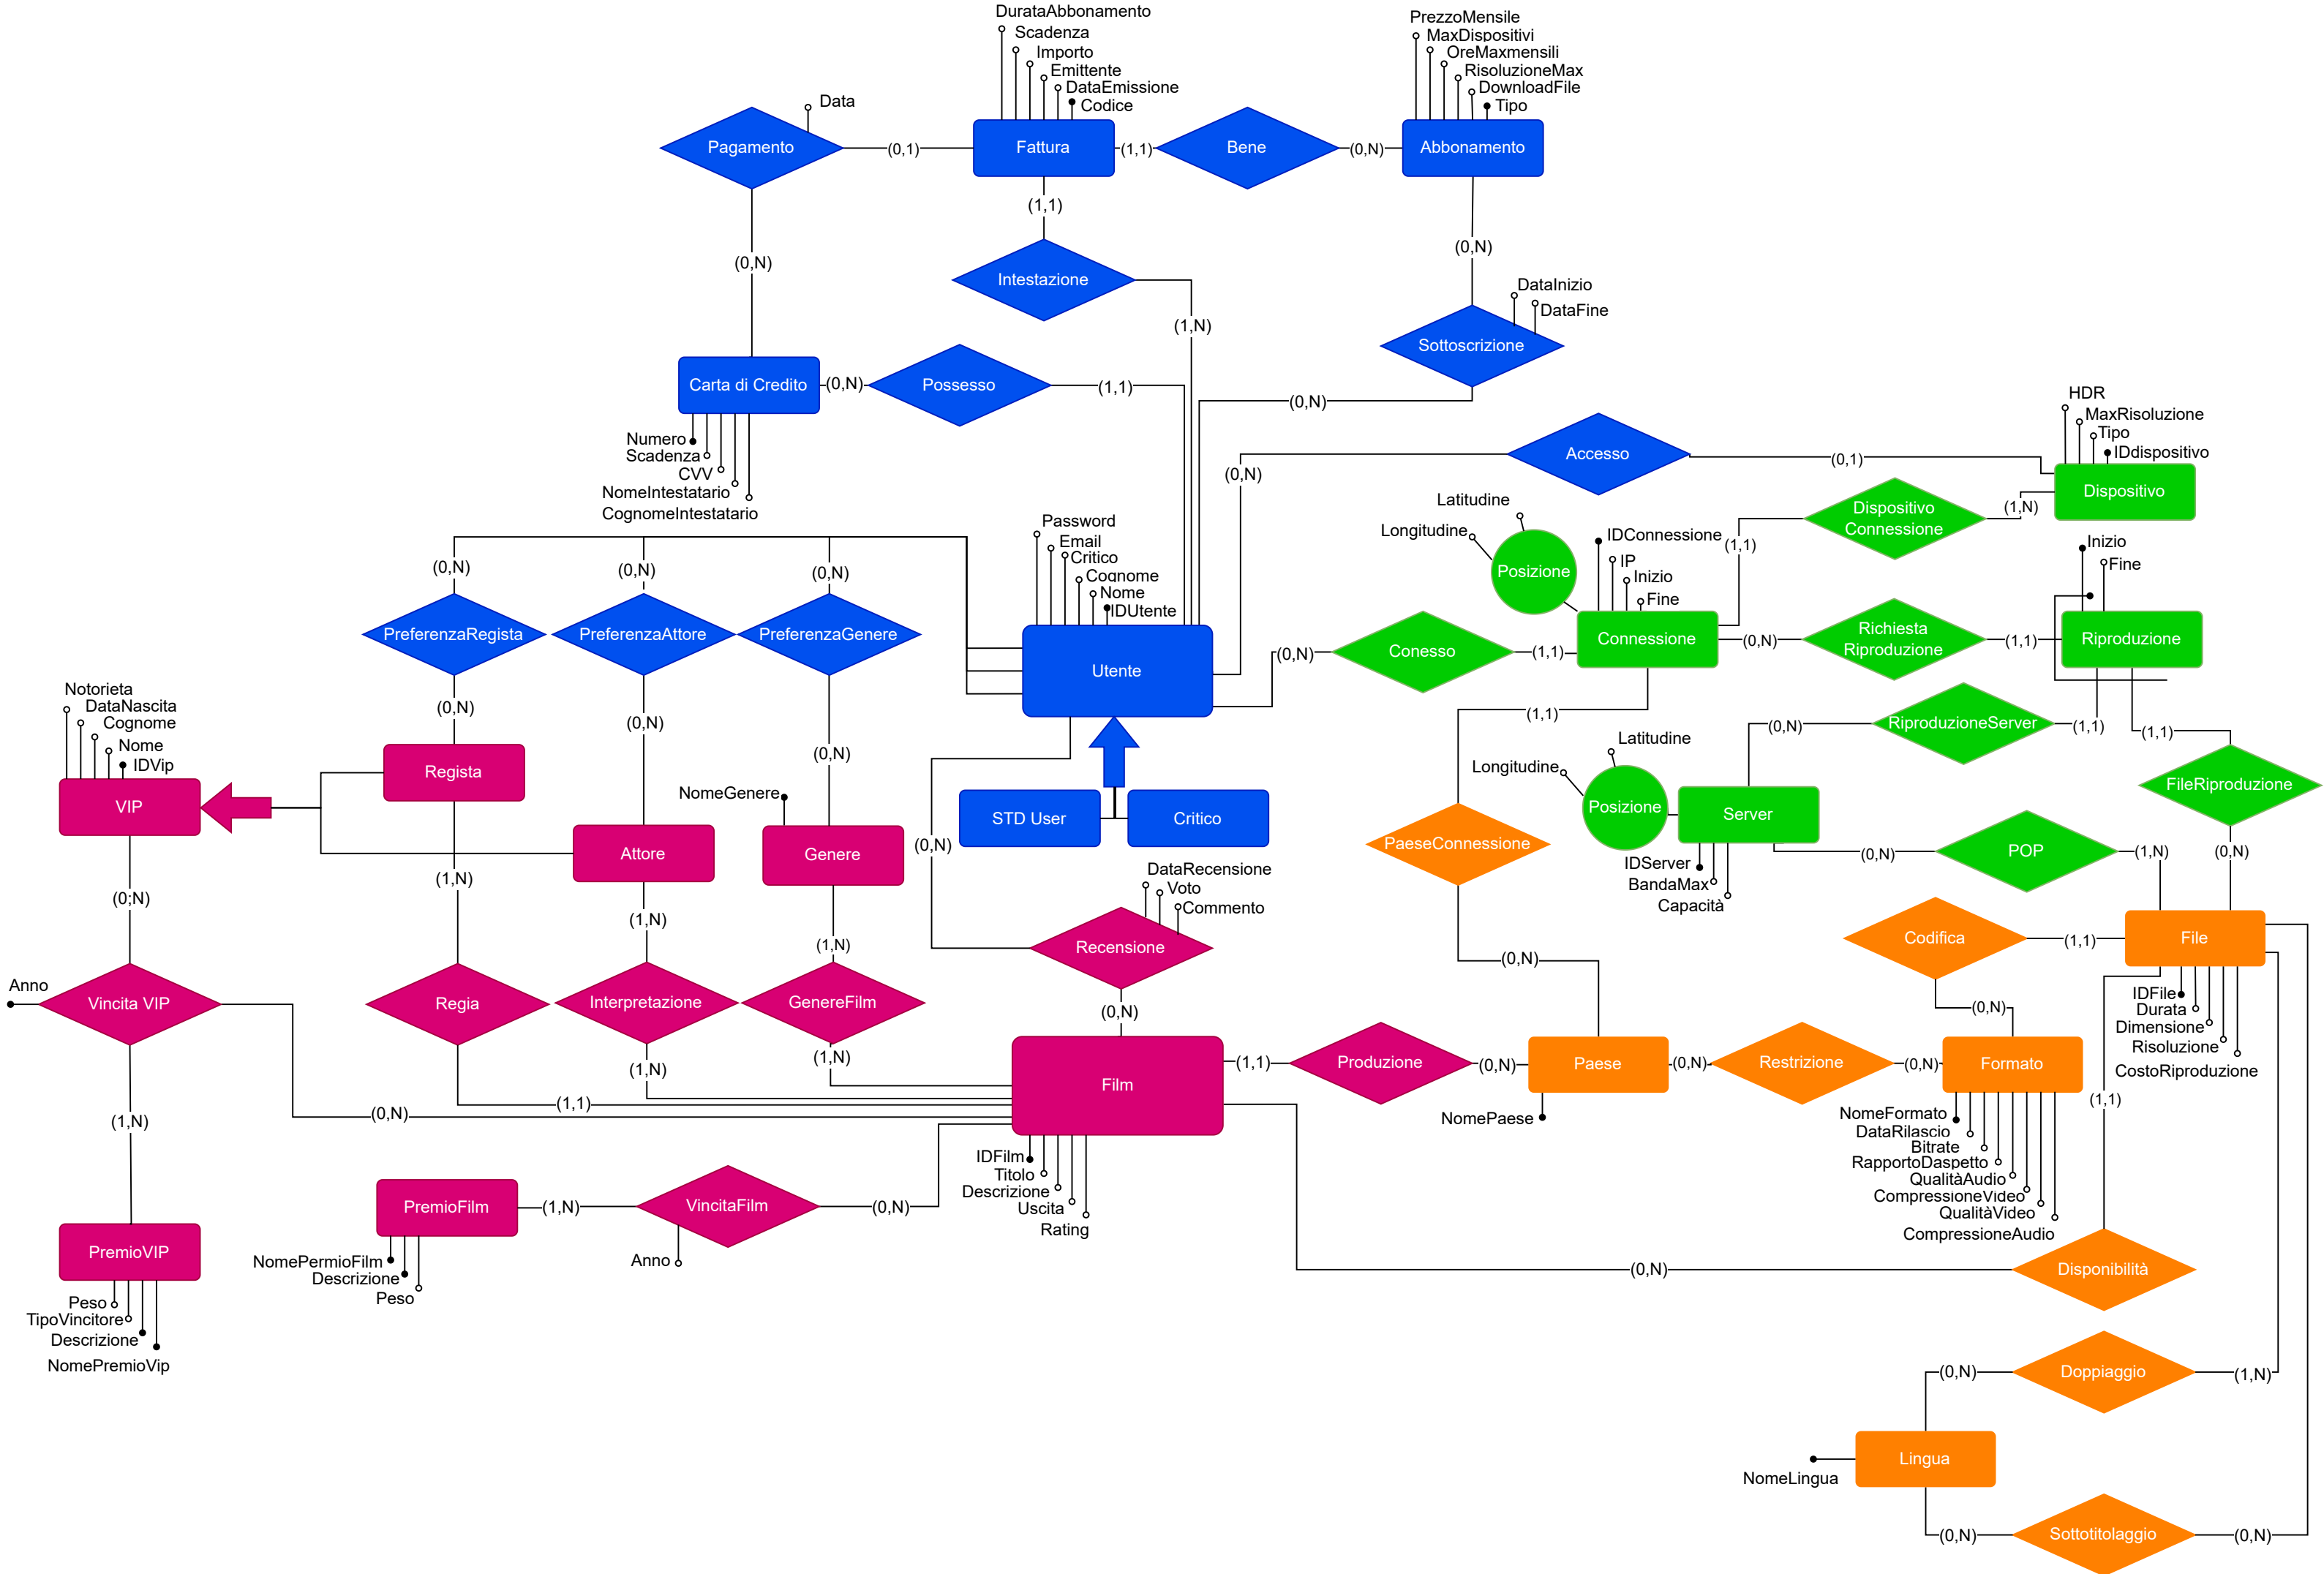 DurataAbbonamento
Scadenza
Importo
Emittente
DataEmissione
Codice
PrezzoMensile
MaxDispositivi
OreMaxmensili
RisoluzioneMax
DownloadFile
Tipo
Data
Pagamento
(0,1)
Fattura
(1,1)
Bene
(0,N)
Abbonamento
(1,1)
(0,N)
(0,N)
Intestazione
DataInizio
DataFine
(1,N)
Sottoscrizione
Carta di Credito
(0,N)
Possesso
(1,1)
(0,N)
Numero
Scadenza
CVV
NomeIntestatario
CognomeIntestatario
HDR
MaxRisoluzione
Tipo
IDdispositivo
Accesso
(0,1)
(0,N)
Dispositivo
Dispositivo
Connessione
(1,N)
(1,1)
Latitudine
Longitudine
Posizione
IDConnessione
IP
Inizio
Fine
Inizio
Fine
Password
Email
Critico
Cognome
Nome
IDUtente
(0,N)
(0,N)
(0,N)
PreferenzaRegista
PreferenzaAttore
PreferenzaGenere
Utente
(0,N)
Conesso
(1,1)
Connessione
(0,N)
Richiesta
Riproduzione
(1,1)
Riproduzione
Notorieta
DataNascita
Cognome
Nome
IDVip
(0,N)
(0,N)
(0,N)
(1,1)
(0,N)
RiproduzioneServer
(1,1)
(1,1)
Latitudine
Longitudine
Posizione
Server
FileRiproduzione
Regista
VIP
NomeGenere
STD User
Critico
Attore
Genere
(0,N)
PaeseConnessione
IDServer
BandaMax
Capacità
(0,N)
POP
(1,N)
(0,N)
(0;N)
(1,N)
(1,N)
(1,N)
DataRecensione
Voto
Commento
Recensione
(0,N)
Codifica
(1,1)
File
Anno
Vincita VIP
Regia
Interpretazione
GenereFilm
(0,N)
(0,N)
IDFile
Durata
Dimensione
Risoluzione
CostoRiproduzione
(1,N)
(1,N)
(1,1)
(0,N)
Film
(1,1)
Produzione
(0,N)
Paese
(0,N)
Restrizione
(0,N)
Formato
(1,1)
NomePaese
NomeFormato
DataRilascio
Bitrate
RapportoDaspetto
QualitàAudio
CompressioneVideo
QualitàVideo
CompressioneAudio
(1,N)
IDFilm
Titolo
Descrizione
Uscita
Rating
PremioFilm
(1,N)
VincitaFilm
(0,N)
Anno
NomePermioFilm
Descrizione
Peso
PremioVIP
Peso
TipoVincitore
Descrizione
NomePremioVip
(0,N)
Disponibilità
(0,N)
Doppiaggio
(1,N)
Lingua
NomeLingua
(0,N)
Sottotitolaggio
(0,N)